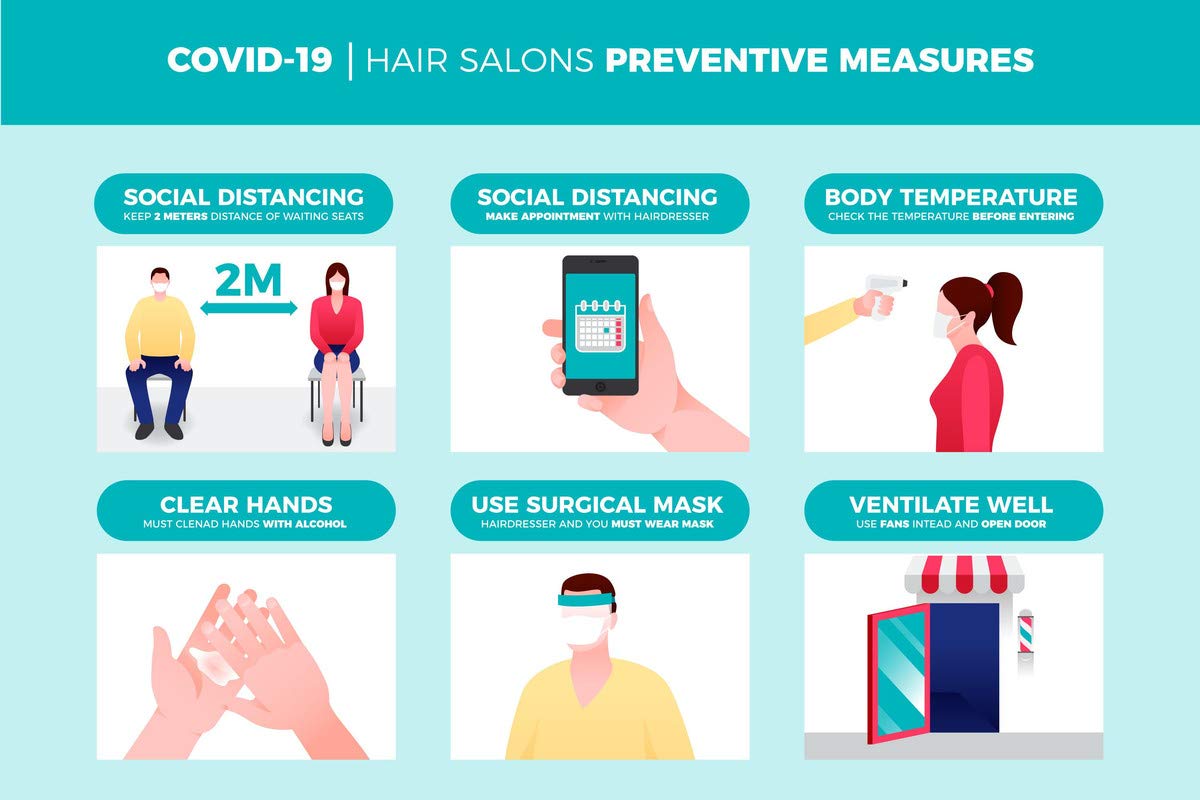 COVID-19 | HAIR SALONS PREVENTIVE MEASURES
SOCIAL DISTANCING
KEEP 2 METERS DISTANCE OF WAITING SEATS
2M
SOCIAL DISTANCING
MAKE APPOINTMENT WITH HAIRDRESSER
BODY TEMPERATURE
CHECK THE TEMPERATURE BEFORE ENTERING
CLEAR HANDS
MUST CLENAD HANDS WITH ALCOHOL
USE SURGICAL MASK
HAIRDRESSER AND YOU MUST WEAR MASK
VENTILATE WELL
USE FANS INTEAD AND OPEN DOOR